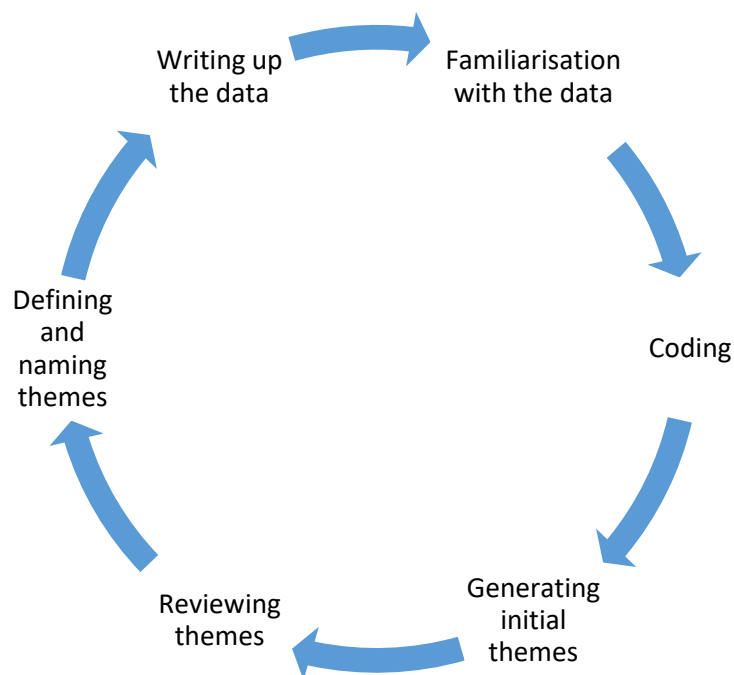 Writing up
the data
Familiarisation
with the data
Coding
Generating
initial
themes
Reviewing
themes
Defining
and
naming
themes